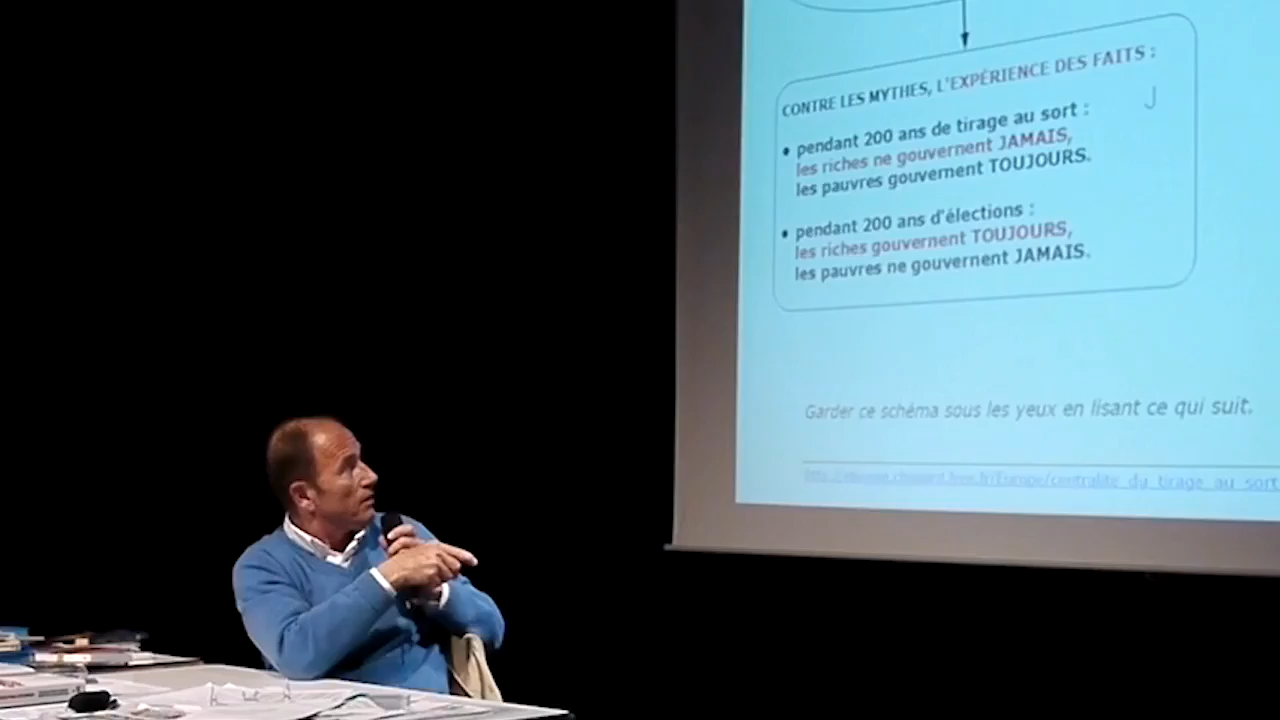 CONTRE LES MYTHES, L'EXPÉRIENCE DES FAITS :
• pendant 200 ans de tirage au sort :
les riches ne gouvernent JAMAIS,
les pauvres gouvernent TOUJOURS.
• pendant 200 ans d'élections :
les riches gouvernent TOUJOURS,
les pauvres ne gouvernent JAMAIS.
Garder ce schéma sous les yeux en lisant ce qui suit.
centralite_du_tirage_au_sort